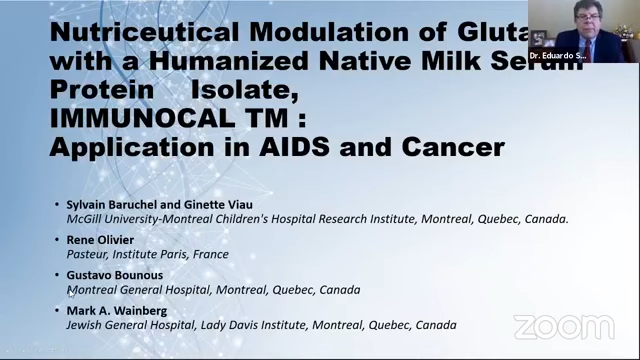 Nutriceutical Modulation of Gluta
with a Humanized Native Milk Serum
Protein Isolate,
IMMUNOCAL TM :
Application in AIDS and Cancer
• Sylvain Baruchel and Ginette Viau
McGill University-Montreal Children's Hospital Research Institute, Montreal, Quebec, Canada.
• Rene Olivier
Pasteur, Institute Paris, France
• Gustavo Bounous
Montreal General Hospital, Montreal, Quebec, Canada
• Mark A. Wainberg
Jewish General Hospital, Lady Davis Institute, Montreal, Quebec, Canada
Dr. Eduardo S...
zoom